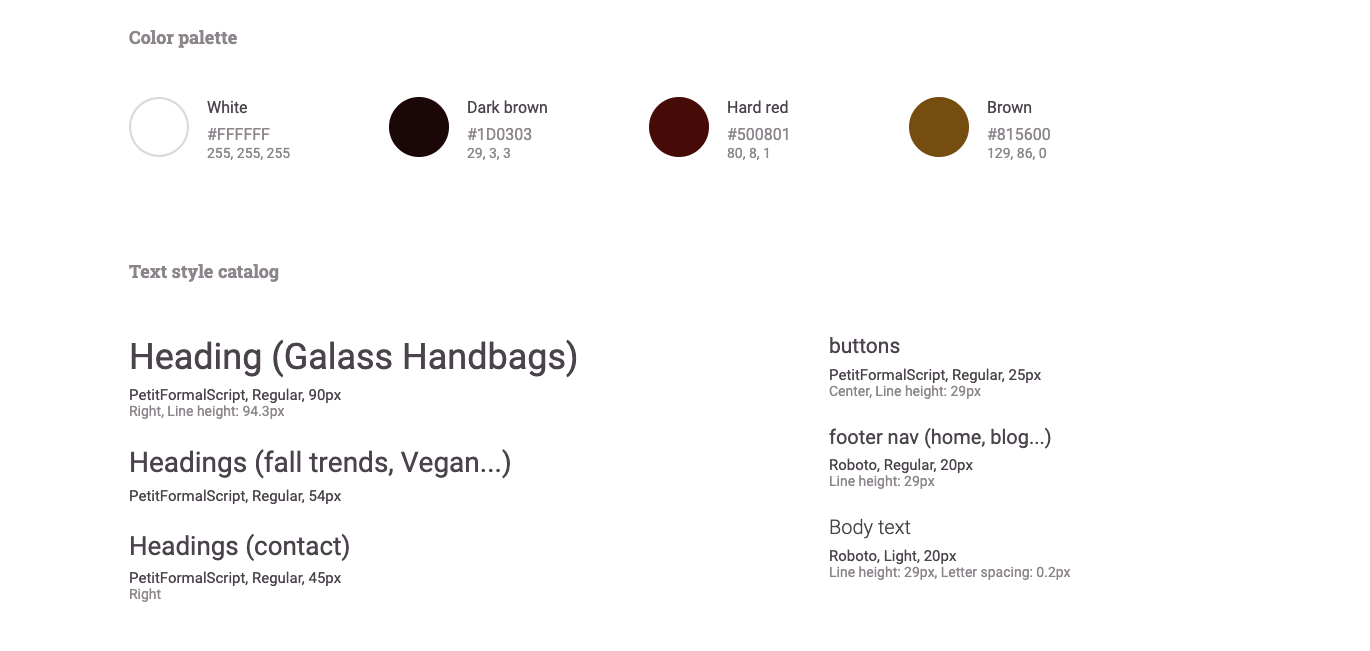 Color palette
White
#FFFFFF
255, 255, 255
Dark brown
#1D0303
29, 3, 3
Hard red
#500801
80, 8, 1
Brown
#815600
129, 86, 0
Text style catalog
Heading (Galass Handbags)
PetitFormalScript, Regular, 90px
Right, Line height: 94.3px
Headings (fall trends, Vegan...)
PetitFormalScript, Regular, 54px
Headings (contact)
PetitFormalScript, Regular, 45px
Right
buttons
PetitFormalScript, Regular, 25px
Center, Line height: 29px
footer nav (home, blog...)
Roboto, Regular, 20px
Line height: 29px
Body text
Roboto, Light, 20px
Line height: 29px, Letter spacing: 0.2px